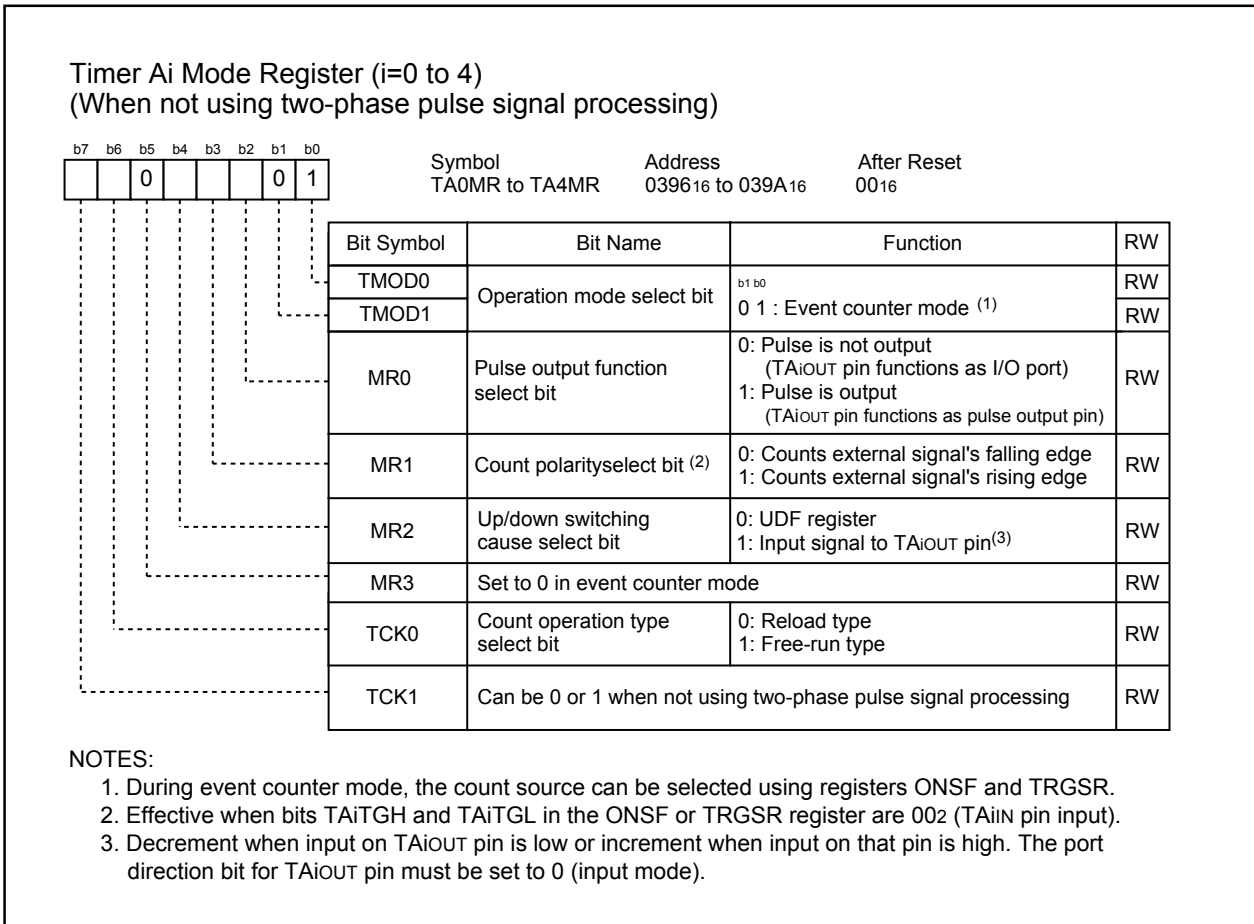 Timer Ai Mode Register (i=0 to 4)
(When not using two-phase pulse signal processing)
b7 b6 b5 b4 b3 b2 b1 b0
0 0 1
Symbol Address After Reset
TA0MR to TA4MR 039616 to 039A16 0016
Bit Symbol Bit Name Function RW
TMOD0 RW
Operation mode select bit
b1 b0
0 1 : Event counter mode (1)
TMOD1 RW
MR0
Pulse output function
select bit
0: Pulse is not output
(TAiOUT pin functions as I/O port)
1: Pulse is output
(TAiOUT pin functions as pulse output pin)
RW
MR1
Count polarityselect bit (2)
0: Counts external signal's falling edge
1: Counts external signal's rising edge
RW
MR2
Up/down switching
cause select bit
0: UDF register
1: Input signal to TAiOUT pin(3)
RW
MR3 Set to 0 in event counter mode RW
TCK0
Count operation type
select bit
0: Reload type
1: Free-run type
RW
TCK1 Can be 0 or 1 when not using two-phase pulse signal processing RW
NOTES:
1. During event counter mode, the count source can be selected using registers ONSF and TRGSR.
2. Effective when bits TAiTGH and TAiTGL in the ONSF or TRGSR register are 002 (TAiIN pin input).
3. Decrement when input on TAiOUT pin is low or increment when input on that pin is high. The port
direction bit for TAiOUT pin must be set to 0 (input mode).